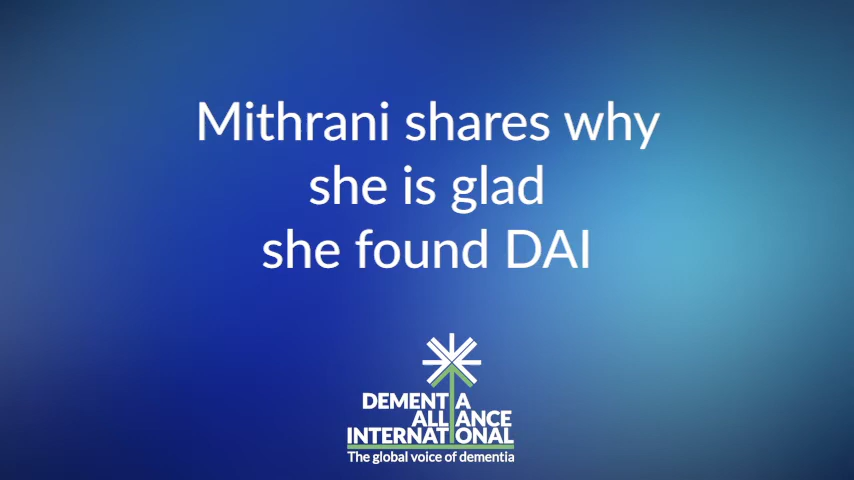 Mithrani shares why
she is glad
she found DAI
DEMENTIA
ALLIANCE
INTERNATIONAL
The global voice of dementia